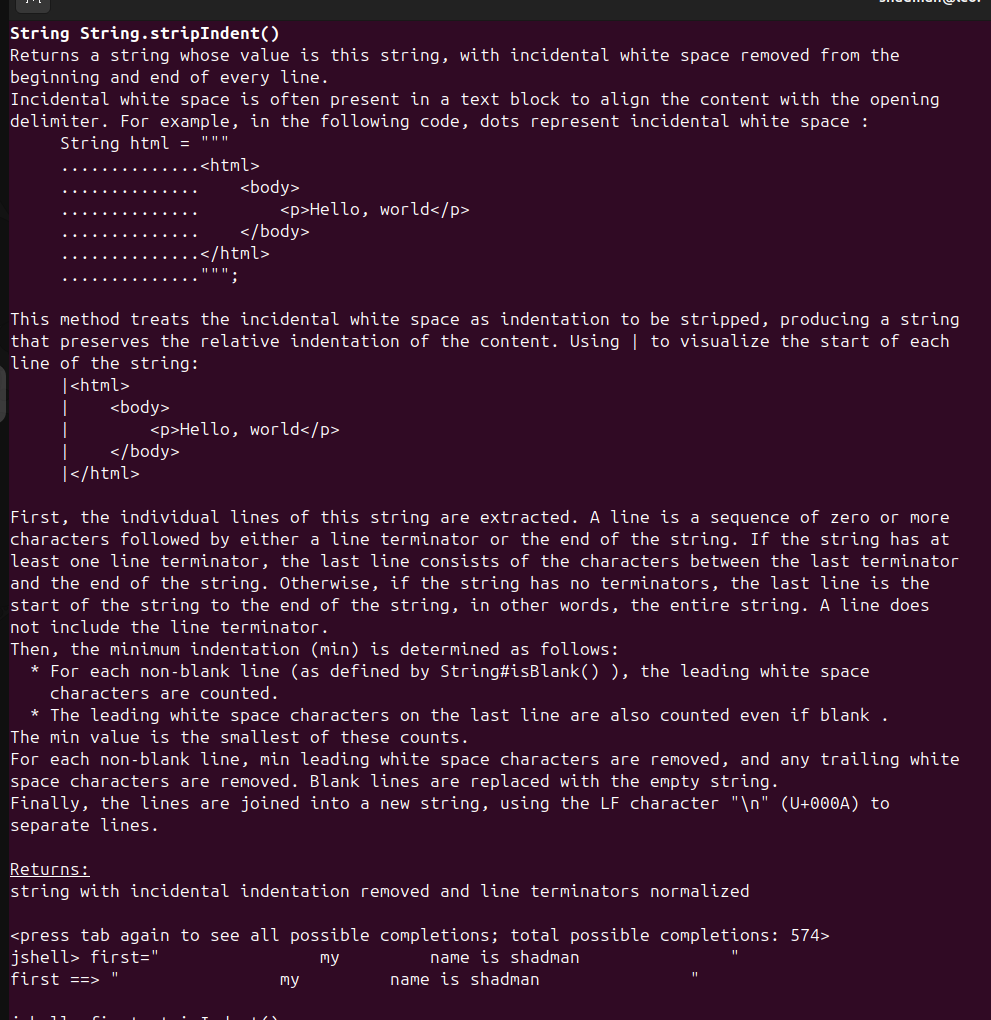 String String.stripIndent()
Returns a string whose value is this string, with incidental white space removed from the
beginning and end of every line.
Incidental white space is often present in a text block to align the content with the opening
delimiter. For example, in the following code, dots represent incidental white space :
     String html = """
     ..............<html>
     ..............    <body>
     ..............        <p>Hello, world</p>
     ..............    </body>
     ..............</html>
     ..............""";
This method treats the incidental white space as indentation to be stripped, producing a string
that preserves the relative indentation of the content. Using | to visualize the start of each
line of the string:
     |<html>
     |    <body>
     |        <p>Hello, world</p>
     |    </body>
     |</html>
First, the individual lines of this string are extracted. A line is a sequence of zero or more
characters followed by either a line terminator or the end of the string. If the string has at
least one line terminator, the last line consists of the characters between the last terminator
and the end of the string. Otherwise, if the string has no terminators, the last line is the
start of the string to the end of the string, in other words, the entire string. A line does
not include the line terminator.
Then, the minimum indentation (min) is determined as follows:
  * For each non-blank line (as defined by String#isBlank() ), the leading white space
    characters are counted.
  * The leading white space characters on the last line are also counted even if blank .
The min value is the smallest of these counts.
For each non-blank line, min leading white space characters are removed, and any trailing white
space characters are removed. Blank lines are replaced with the empty string.
Finally, the lines are joined into a new string, using the LF character "\n" (U+000A) to
separate lines.
Returns:
string with incidental indentation removed and line terminators normalized
<press tab again to see all possible completions; total possible completions: 574>
jshell> first="                my         name is shadman               "
first ==> "                my         name is shadman               "